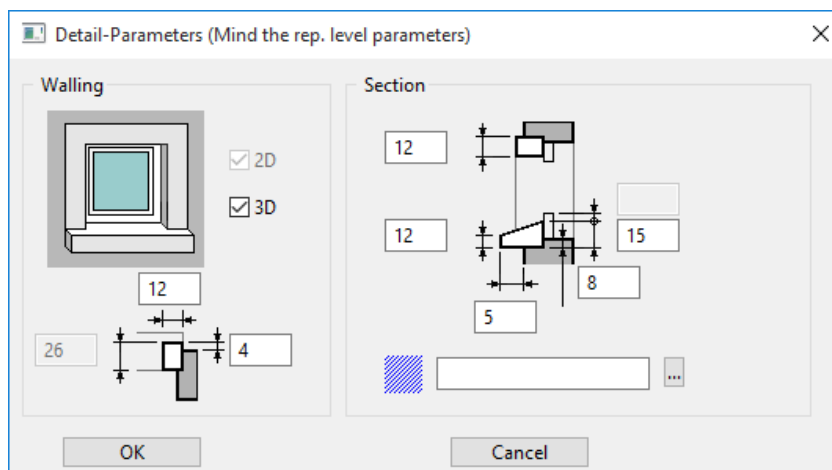 Detail-Parameters (Mind the rep. level parameters)
Walling
2D
3D
12
26
4
Section
12
12
15
8
5
...
OK
Cancel